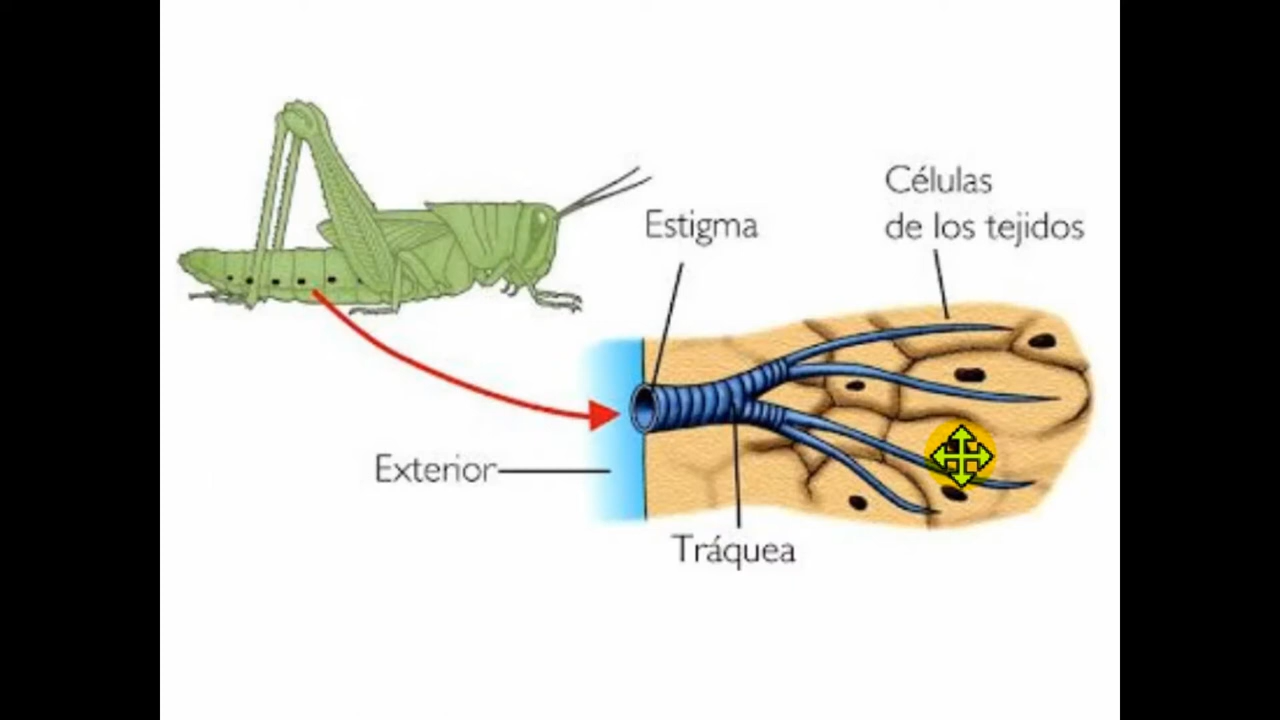 Estigma
Células
de los tejidos
Exterior
Tráquea